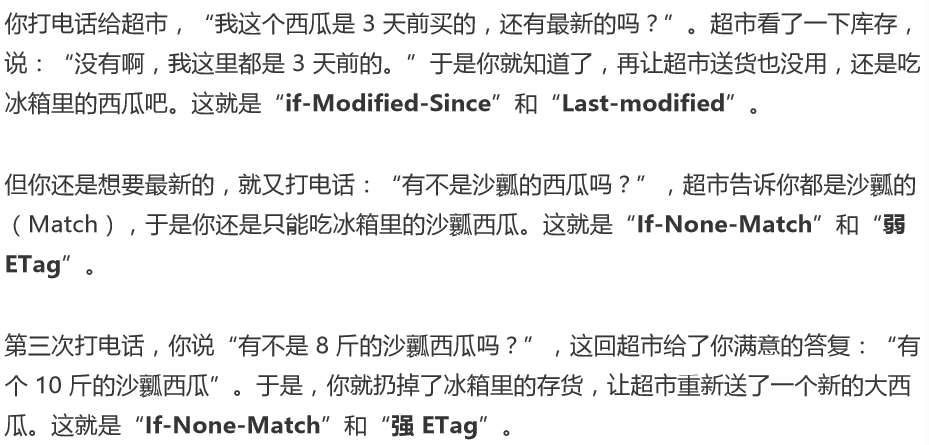 你打电话给超市，“我这个西瓜是 3 天前买的，还有最新的吗？”。超市看了一下库存，
说：“没有啊，我这里都是 3 天前的。”于是你就知道了，再让超市送货也没用，还是吃
冰箱里的西瓜吧。这就是“if-Modified-Since”和“Last-modified”。
但你还是想要最新的，就又打电话：“有不是沙瓤的西瓜吗？”，超市告诉你都是沙瓤的
（Match），于是你还是只能吃冰箱里的沙瓤西瓜。这就是“If-None-Match”和“弱
ETag”。
第三次打电话，你说“有不是 8 斤的沙瓤西瓜吗？”，这回超市给了你满意的答复：“有
个 10 斤的沙瓤西瓜”。于是，你就扔掉了冰箱里的存货，让超市重新送了一个新的大西
瓜。这就是“If-None-Match”和“强 ETag”。